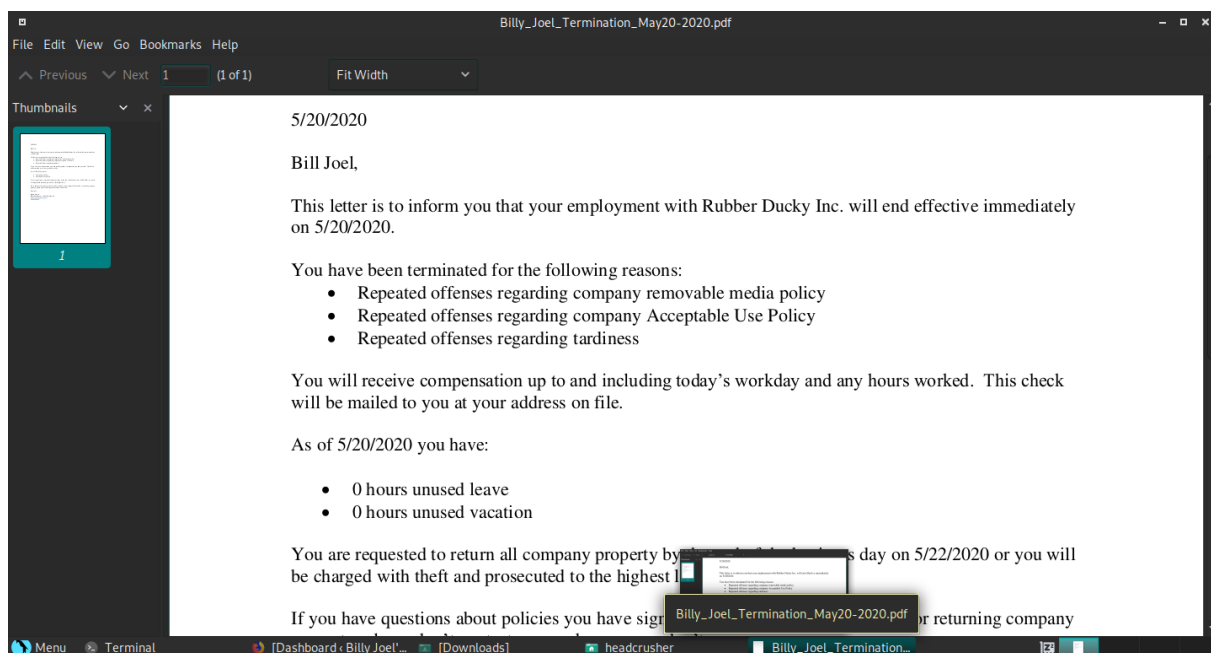 Billy_Joel_Termination_May20-2020.pdf
File Edit View Go Bookmarks Help
Previous Next 1 (1 of 1) Fit Width
Thumbnails
1
5/20/2020
Bill Joel,
This letter is to inform you that your employment with Rubber Ducky Inc. will end effective immediately
on 5/20/2020.
You have been terminated for the following reasons:
• Repeated offenses regarding company removable media policy
• Repeated offenses regarding company Acceptable Use Policy
• Repeated offenses regarding tardiness
You will receive compensation up to and including today’s workday and any hours worked. This check
will be mailed to you at your address on file.
As of 5/20/2020 you have:
• 0 hours unused leave
• 0 hours unused vacation
You are requested to return all company property by day on 5/22/2020 or you will
be charged with theft and prosecuted to the highest
If you have questions about policies you have returning company
Billy_Joel_Termination_May20-2020.pdf
Menu Terminal [Dashboard ‹ Billy Joel'... [Downloads] headcrusher Billy_Joel_Termination...